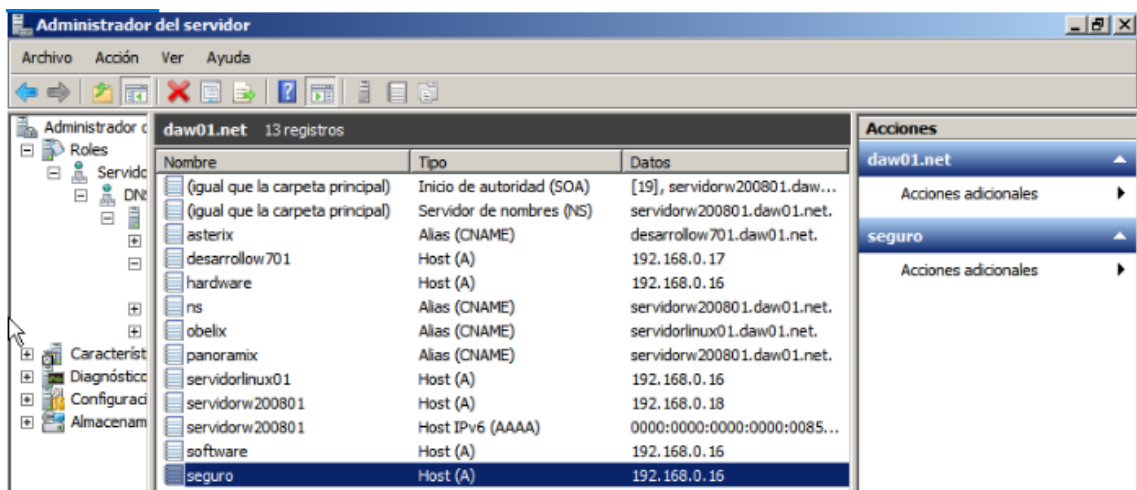 Administrador del servidor
Archivo Acción Ver Ayuda
Administrador d
Roles
Servido
DNS
Característ
Diagnóstico
Configuraci
Almacenam
daw01.net 13 registros
Nombre Tipo Datos
(igual que la carpeta principal) Inicio de autoridad (SOA) [19], servidorw200801.daw...
(igual que la carpeta principal) Servidor de nombres (NS) servidorw200801.daw01.net.
asterix Alias (CNAME) desarrollow701.daw01.net.
desarrollow701 Host (A) 192.168.0.17
hardware Host (A) 192.168.0.16
ns Alias (CNAME) servidorw200801.daw01.net.
obelix Alias (CNAME) servidorlinux01.daw01.net.
panoramix Alias (CNAME) servidorw200801.daw01.net.
servidorlinux01 Host (A) 192.168.0.16
servidorw200801 Host (A) 192.168.0.18
servidorw200801 Host IPv6 (AAAA) 0000:0000:0000:0000:0085...
software Host (A) 192.168.0.16
seguro Host (A) 192.168.0.16
Acciones
daw01.net
Acciones adicionales
seguro
Acciones adicionales